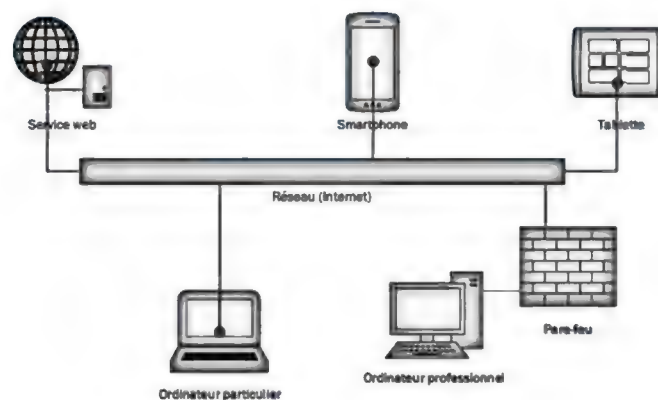 Service web
Smartphone
Tablette
Réseau (Internet)
Pare-feu
Ordinateur professionnel
Ordinateur particulier